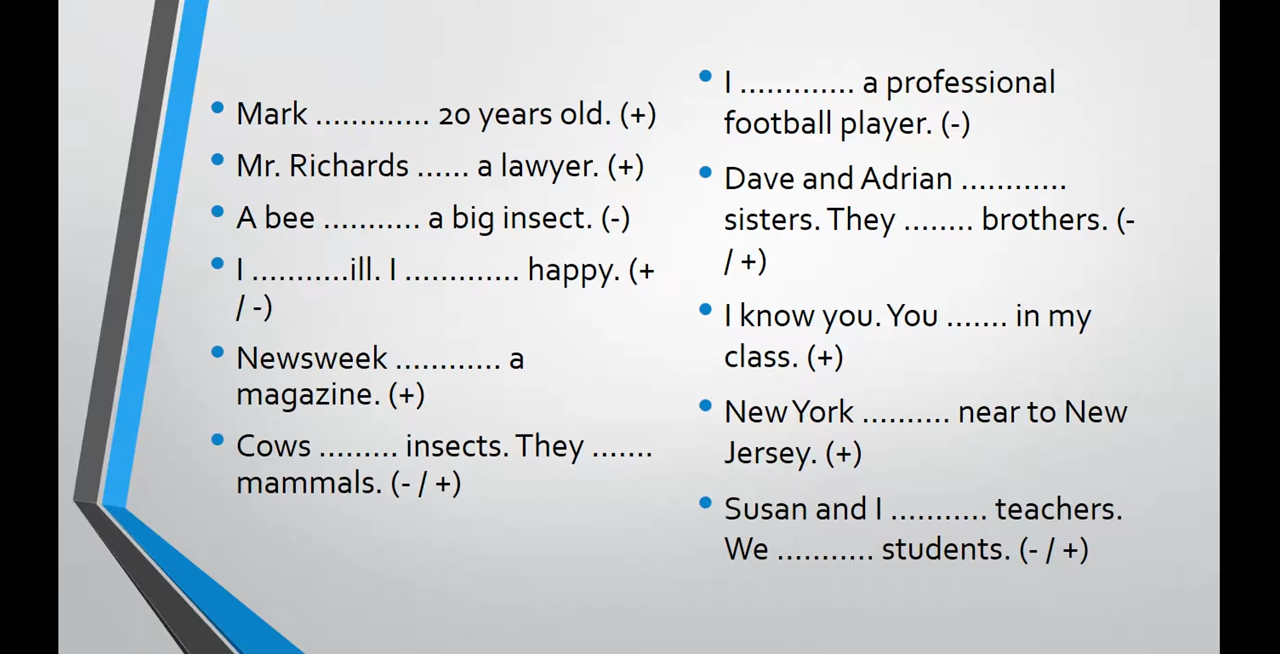 Mark ............. 20 years old. (+)
Mr. Richards ...... a lawyer. (+)
A bee ........... a big insect. (-)
I ...........ill. I ............. happy. (+
/ -)
Newsweek ............ a
magazine. (+)
Cows ......... insects. They .......
mammals. (- / +)
I ............. a professional
football player. (-)
Dave and Adrian ............
sisters. They ........ brothers. (-
/ +)
I know you. You ....... in my
class. (+)
New York .......... near to New
Jersey. (+)
Susan and I ........... teachers.
We ........... students. (- / +)